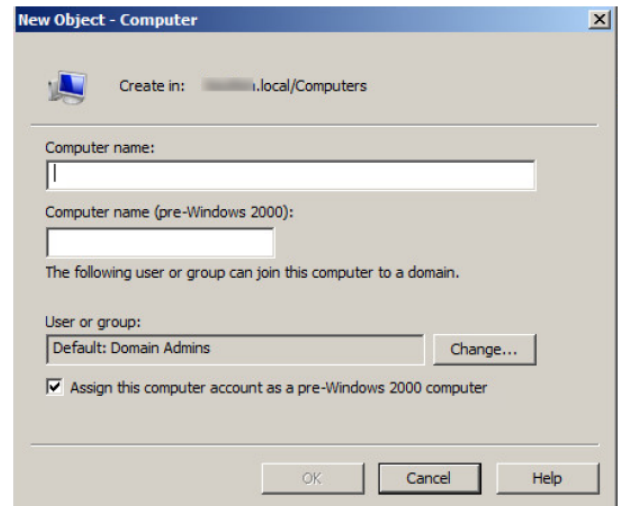 New Object - Computer
Create in: .local/Computers
Computer name:
Computer name (pre-Windows 2000):
The following user or group can join this computer to a domain.
User or group:
Default: Domain Admins
Change...
Assign this computer account as a pre-Windows 2000 computer
OK
Cancel
Help